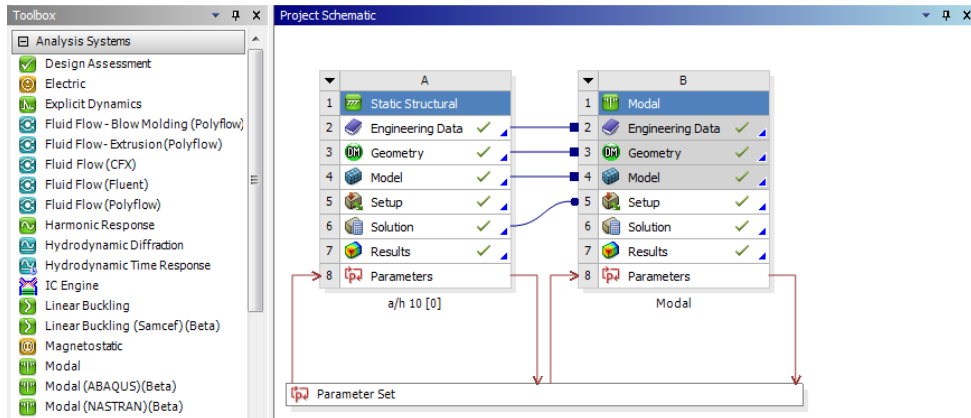 Toolbox
Analysis Systems
Design Assessment
Electric
Explicit Dynamics
Fluid Flow - Blow Molding (Polyflow)
Fluid Flow - Extrusion (Polyflow)
Fluid Flow (CFX)
Fluid Flow (Fluent)
Fluid Flow (Polyflow)
Harmonic Response
Hydrodynamic Diffraction
Hydrodynamic Time Response
IC Engine
Linear Buckling
Linear Buckling (Samcef) (Beta)
Magnetostatic
Modal
Modal (ABAQUS) (Beta)
Modal (NASTRAN) (Beta)
Project Schematic
A
1 Static Structural
2 Engineering Data
3 DM Geometry
4 Model
5 Setup
6 Solution
7 Results
8 Parameters
a/h 10 [0]
B
1 Modal
2 Engineering Data
3 DM Geometry
4 Model
5 Setup
6 Solution
7 Results
8 Parameters
Modal
Parameter Set